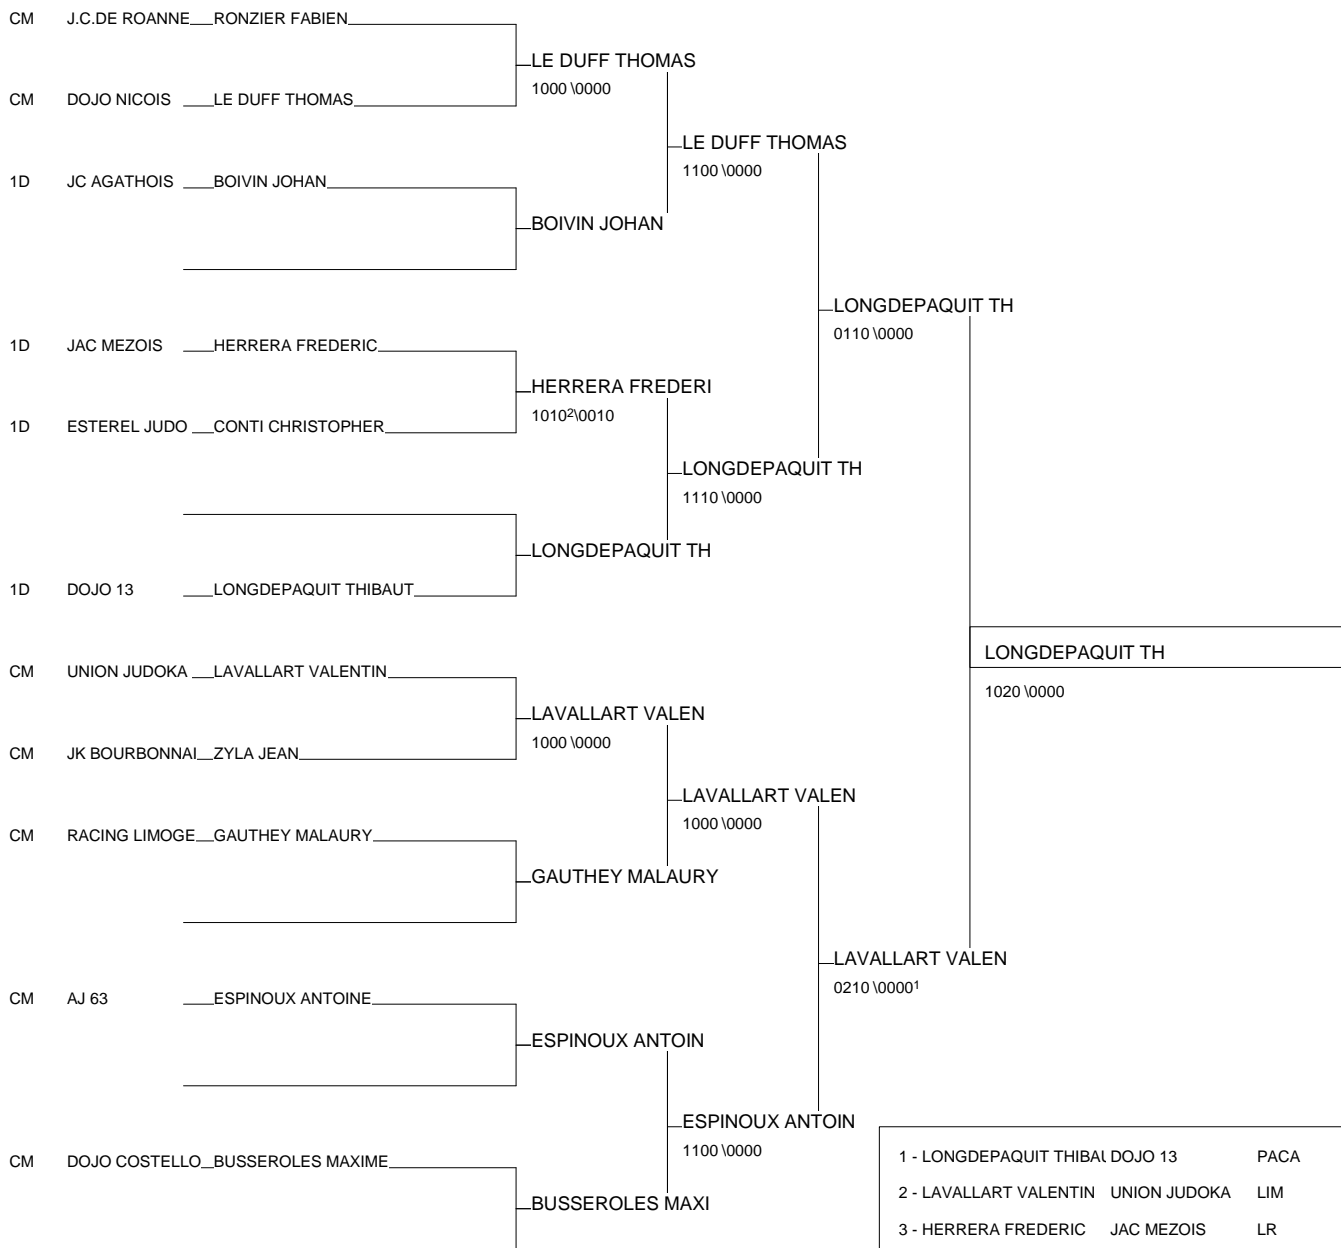 CM J.C.DE ROANNE RONZIER FABIEN
LE DUFF THOMAS
1000 \0000
CM DOJO NICOIS LE DUFF THOMAS
LE DUFF THOMAS
1100 \0000
1D JC AGATHOIS BOIVIN JOHAN
BOIVIN JOHAN
LONGDEPAQUIT TH
0110 \0000
1D JAC MEZOIS HERRERA FREDERIC
HERRERA FREDERI
1010²\0010
1D ESTEREL JUDO CONTI CHRISTOPHER
LONGDEPAQUIT TH
1110 \0000
LONGDEPAQUIT TH
1D DOJO 13 LONGDEPAQUIT THIBAUT
LONGDEPAQUIT TH
1020 \0000
CM UNION JUDOKA LAVALLART VALENTIN
LAVALLART VALEN
1000 \0000
CM JK BOURBONNAI ZYLA JEAN
LAVALLART VALEN
1000 \0000
CM RACING LIMOGE GAUTHEY MALAURY
GAUTHEY MALAURY
LAVALLART VALEN
0210 \0000¹
CM AJ 63 ESPINOUX ANTOINE
ESPINOUX ANTOIN
ESPINOUX ANTOIN
1100 \0000
CM DOJO COSTELLO BUSSEROLES MAXIME
BUSSEROLES MAXI
1 - LONGDEPAQUIT THIBAU DOJO 13 PACA
2 - LAVALLART VALENTIN UNION JUDOKA LIM
3 - HERRERA FREDERIC JAC MEZOIS LR